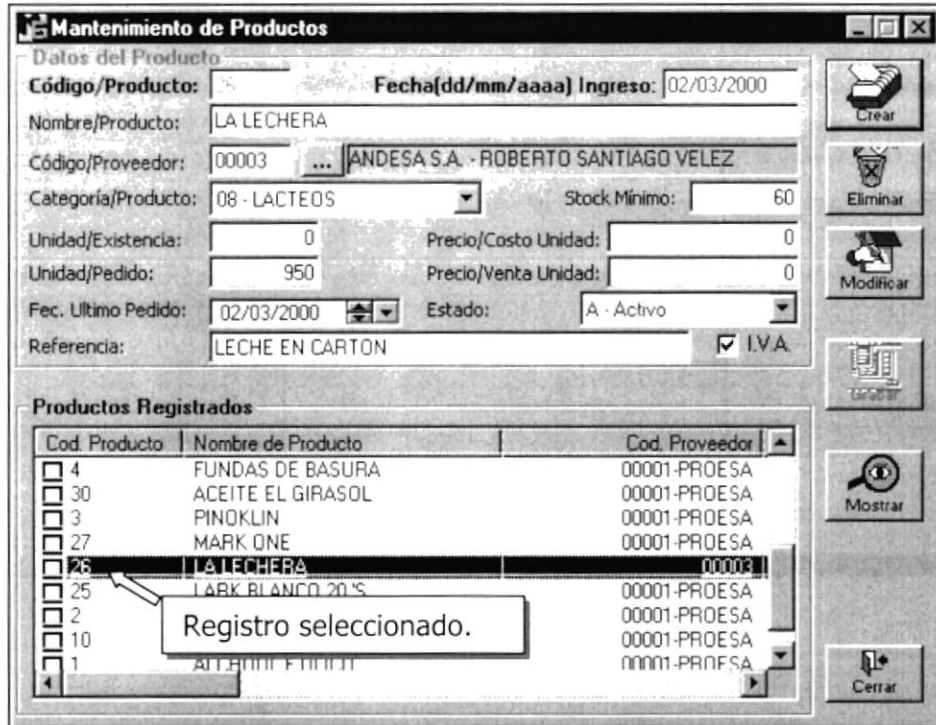 Mantenimiento de Productos
Datos del Producto
Código/Producto: Fecha(dd/mm/aaaa) Ingreso: 02/03/2000
Nombre/Producto: LA LECHERA
Código/Proveedor: 00003 ... ANDESA S.A. - ROBERTO SANTIAGO VELEZ
Categoría/Producto: 08 - LACTEOS Stock Mínimo: 60
Unidad/Existencia: 0 Precio/Costo Unidad: 0
Unidad/Pedido: 950 Precio/Venta Unidad: 0
Fec. Ultimo Pedido: 02/03/2000 Estado: A - Activo
Referencia: LECHE EN CARTON I.V.A.
Crear
Eliminar
Modificar
Grabar
Mostrar
Cerrar
Productos Registrados
Cod. Producto Nombre de Producto Cod. Proveedor
4 FUNDAS DE BASURA 00001-PROESA
30 ACEITE EL GIRASOL 00001-PROESA
3 PINOKLIN 00001-PROESA
27 MARK ONE 00001-PROESA
26 LA LECHERA 00003
25 LARK BLANCO 20 'S 00001-PROESA
2 00001-PROESA
10 00001-PROESA
1 00001-PROESA
Registro seleccionado.